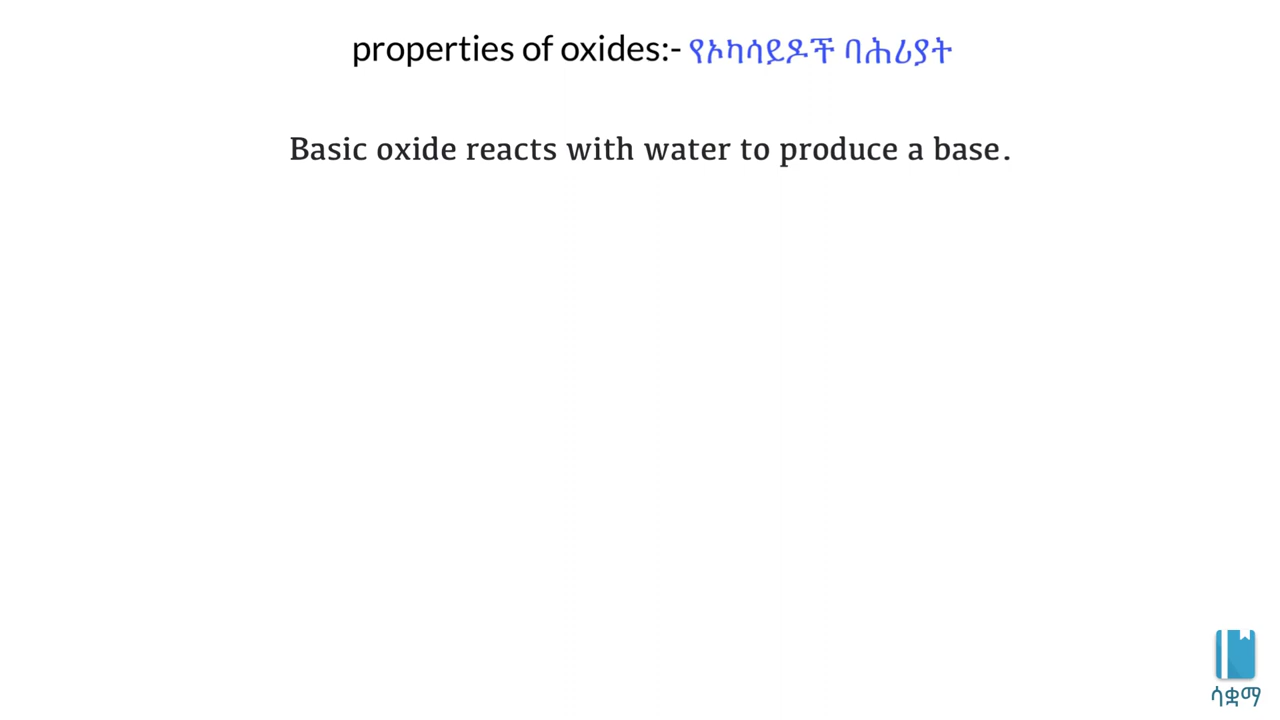 properties of oxides:- የኦካሳይዶች ባሕሪያት
Basic oxide reacts with water to produce a base.
ሳቋማ